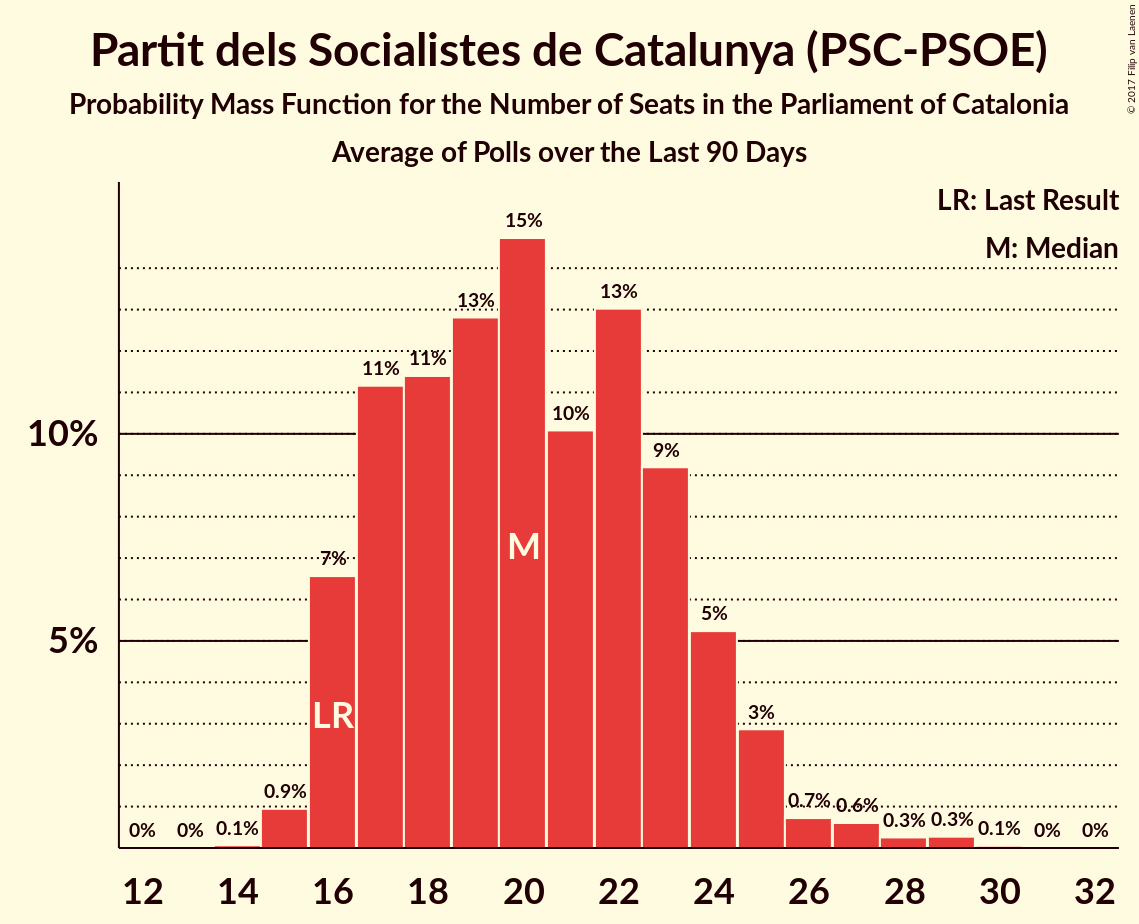 Partit dels Socialistes de Catalunya (PSC-PSOE)
Probability Mass Function for the Number of Seats in the Parliament of Catalonia
Average of Polls over the Last 90 Days
© 2017 Filip van Laenen
LR: Last Result
M: Median
15%
13%
13%
11%
11%
10%
10%
9%
7%
M
5%
5%
LR
3%
0.9%
0.7%
0.6%
0.3%
0.3%
0%
0%
0.1%
0.1%
0%
0%
12 14 16 18 20 22 24 26 28 30 32